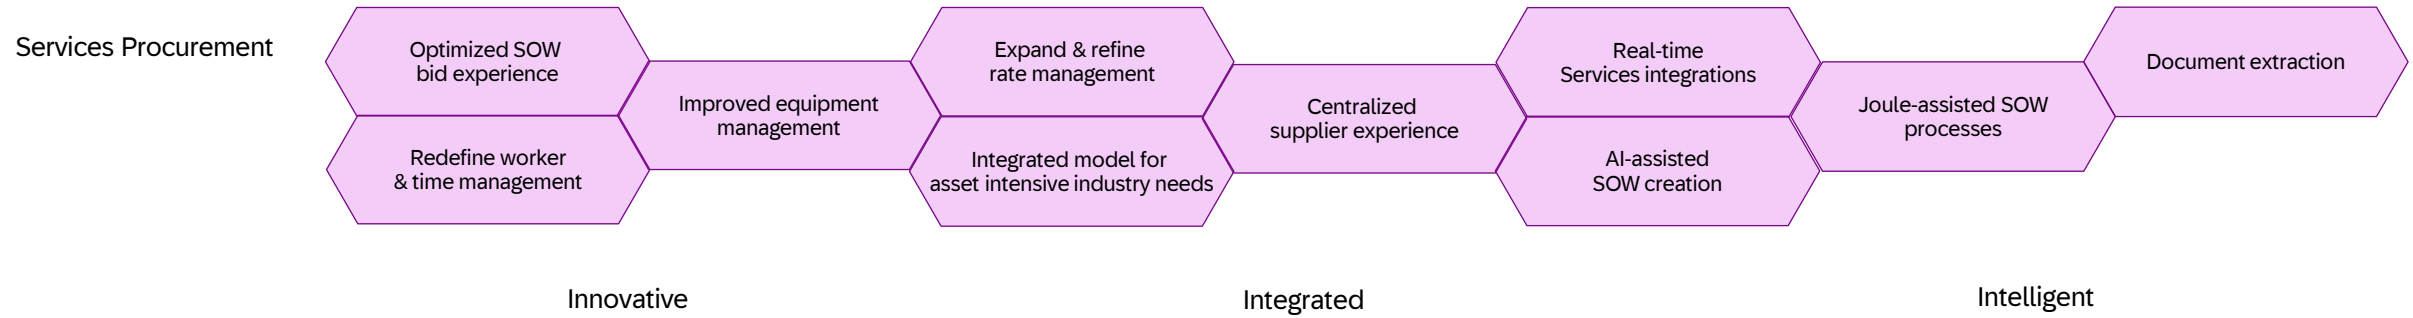 Services Procurement
Optimized SOW
bid experience
Redefine worker
& time management
Improved equipment
management
Expand & refine
rate management
Integrated model for
asset intensive industry needs
Centralized
supplier experience
Real-time
Services integrations
AI-assisted
SOW creation
Joule-assisted SOW
processes
Document extraction
Innovative
Integrated
Intelligent